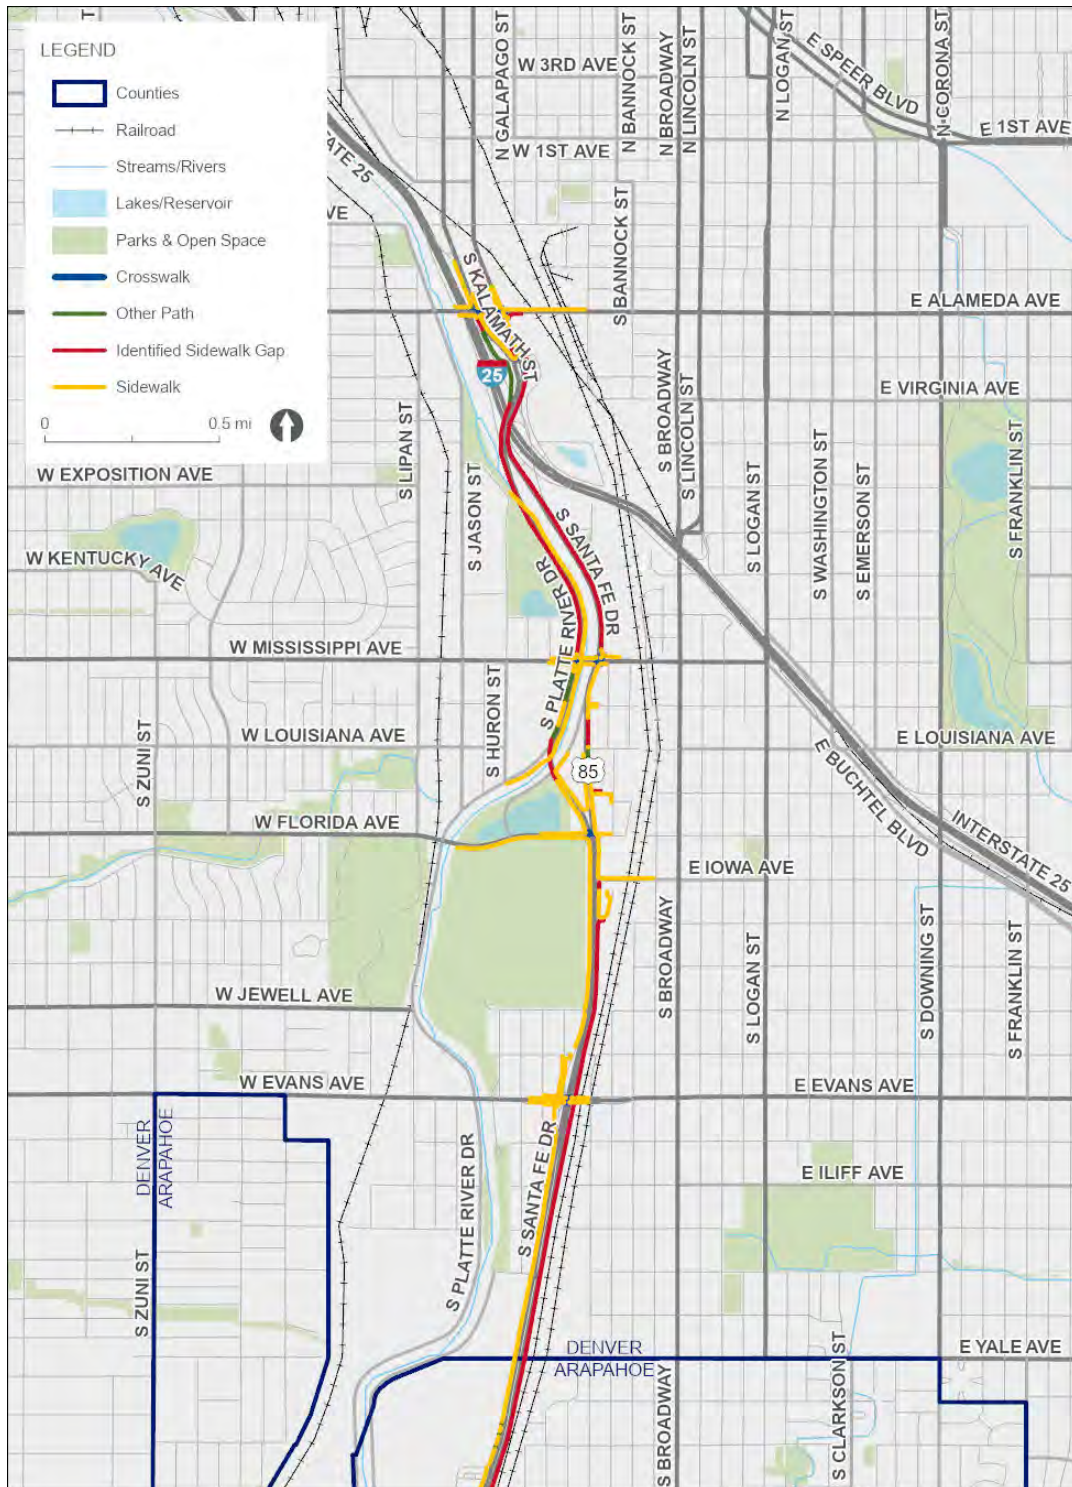 LEGEND
Counties
Railroad
Streams/Rivers
Lakes/Reservoir
Parks & Open Space
Crosswalk
Other Path
Identified Sidewalk Gap
Sidewalk
0 0.5 mi
W 3RD AVE
N GALAPAGO ST
N BANNOCK ST
N BROADWAY
N LINCOLN ST
N LOGAN ST
E SPEER BLVD
N CORONA ST
E 1ST AVE
W 1ST AVE
S BANNOCK ST
S KALAMATH ST
E ALAMEDA AVE
25
E VIRGINIA AVE
S LIPAN ST
S BROADWAY
S LINCOLN ST
S LOGAN ST
S WASHINGTON ST
S EMERSON ST
S FRANKLIN ST
W EXPOSITION AVE
S JASON ST
S SANTA FE DR
W KENTUCKY AVE
S PLATTE RIVER DR
W MISSISSIPPI AVE
S HURON ST
S ZUNI ST
W LOUISIANA AVE
E LOUISIANA AVE
85
E BUCHTEL BLVD
INTERSTATE 25
W FLORIDA AVE
E IOWA AVE
S BROADWAY
S LOGAN ST
S DOWNING ST
S FRANKLIN ST
W JEWELL AVE
W EVANS AVE
E EVANS AVE
DENVER
ARAPAHOE
S PLATTE RIVER DR
S SANTA FE DR
E ILIFF AVE
S ZUNI ST
DENVER
ARAPAHOE
E YALE AVE
S BROADWAY
S CLARKSON ST